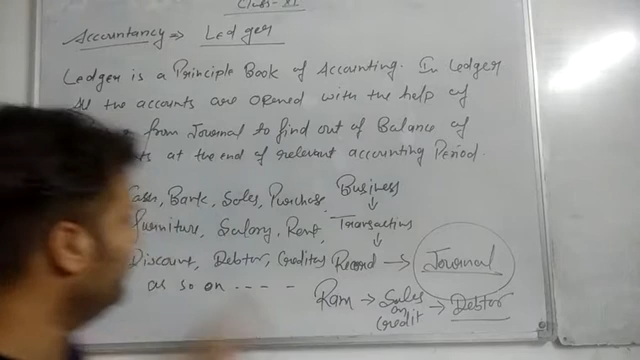 Class-XI
Accountancy ⇒ Ledger
Ledger is a Principle Book of Accounting. In Ledger
all the accounts are opened with the help of
from Journal to find out of Balance of
at the end of relevant accounting Period.
Cash, Bank, Sales, Purchase Business
↓
Furniture, Salary, Rent, Transaction
↓
Discount, Debtor, Creditors Record → Journal
as so on - - - -
Ram → Sales on Credit → Debtor